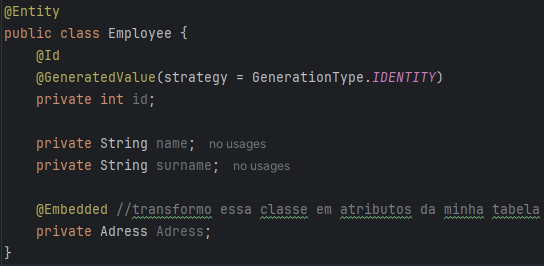 @Entity
public class Employee {
@Id
@GeneratedValue(strategy = GenerationType.IDENTITY)
private int id;
private String name; no usages
private String surname; no usages
@Embedded //transformo essa classe em atributos da minha tabela
private Adress Adress;
}